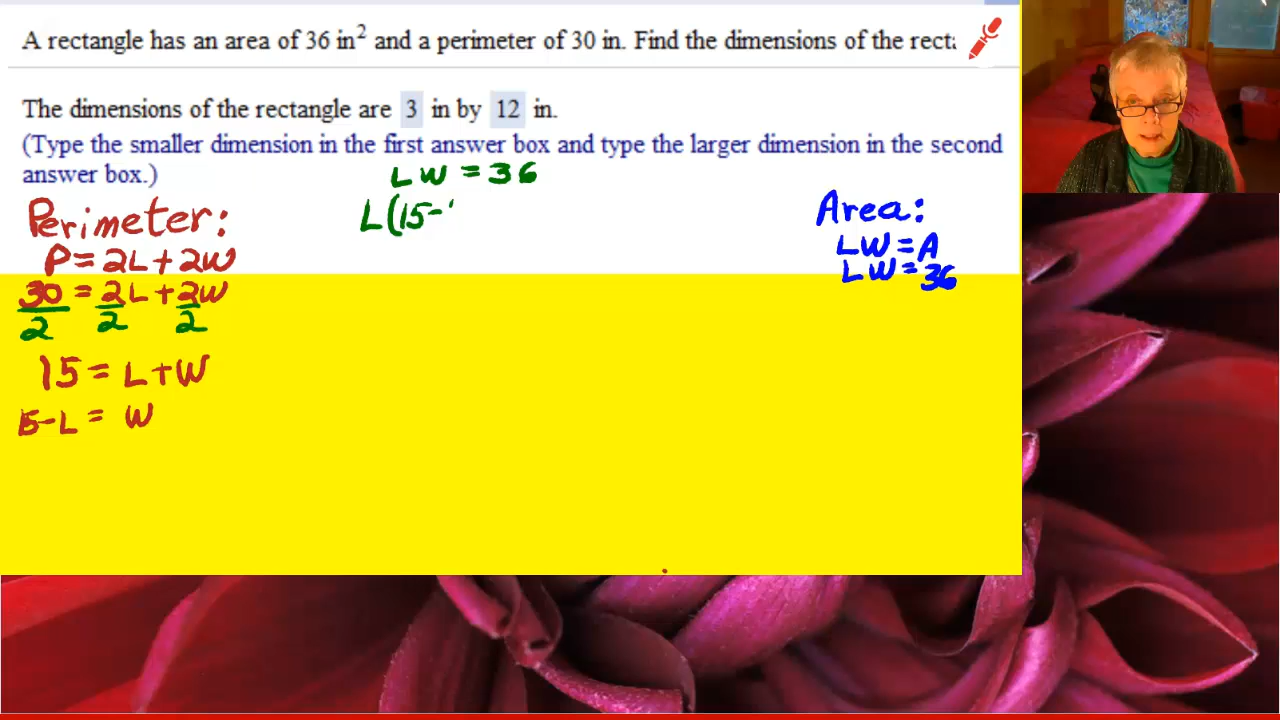 A rectangle has an area of 36 in² and a perimeter of 30 in. Find the dimensions of the recta
The dimensions of the rectangle are 3 in by 12 in.
(Type the smaller dimension in the first answer box and type the larger dimension in the second
answer box.)
LW = 36
L(15-
Perimeter:
P = 2L + 2W
30 = 2L + 2W
2 2 2
15 = L + W
15-L = W
Area:
LW = A
LW = 36